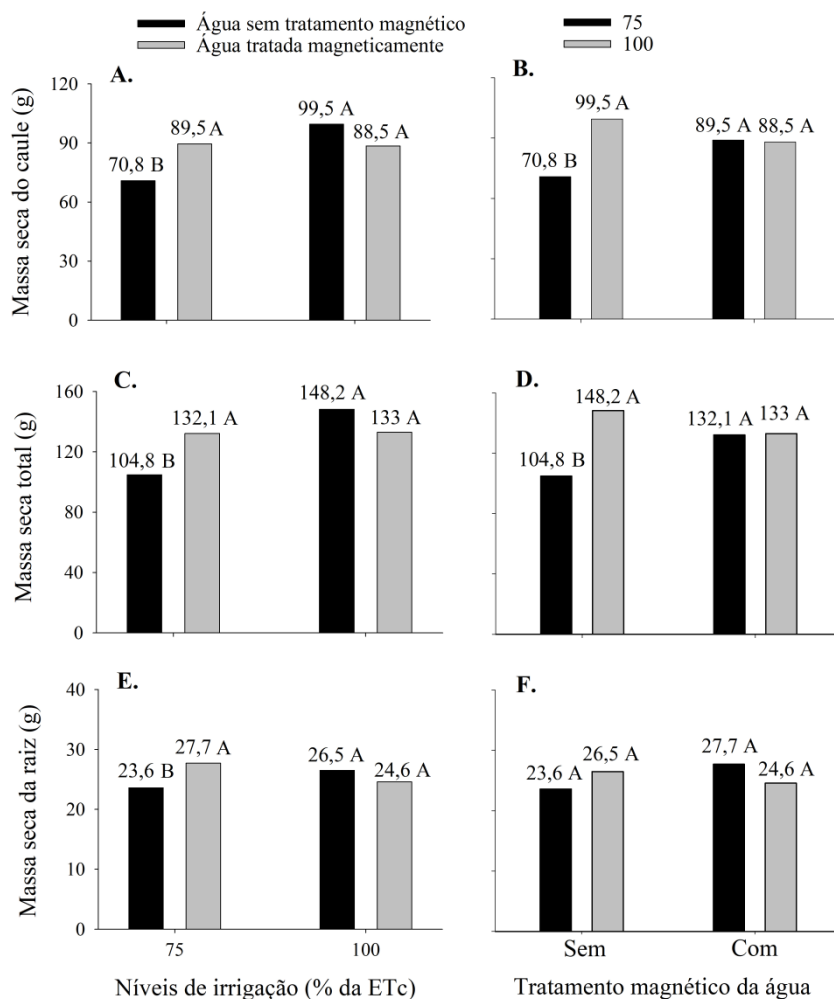 Água sem tratamento magnético
Água tratada magneticamente
75
100
A.
Massa seca do caule (g)
120
90
60
30
0
70,8 B
89,5 A
99,5 A
88,5 A
B.
70,8 B
99,5 A
89,5 A
88,5 A
C.
Massa seca total (g)
160
120
80
40
0
104,8 B
132,1 A
148,2 A
133 A
D.
104,8 B
148,2 A
132,1 A
133 A
E.
Massa seca da raiz (g)
40
30
20
10
0
23,6 B
27,7 A
26,5 A
24,6 A
75
100
Níveis de irrigação (% da ETc)
F.
23,6 A
26,5 A
27,7 A
24,6 A
Sem
Com
Tratamento magnético da água